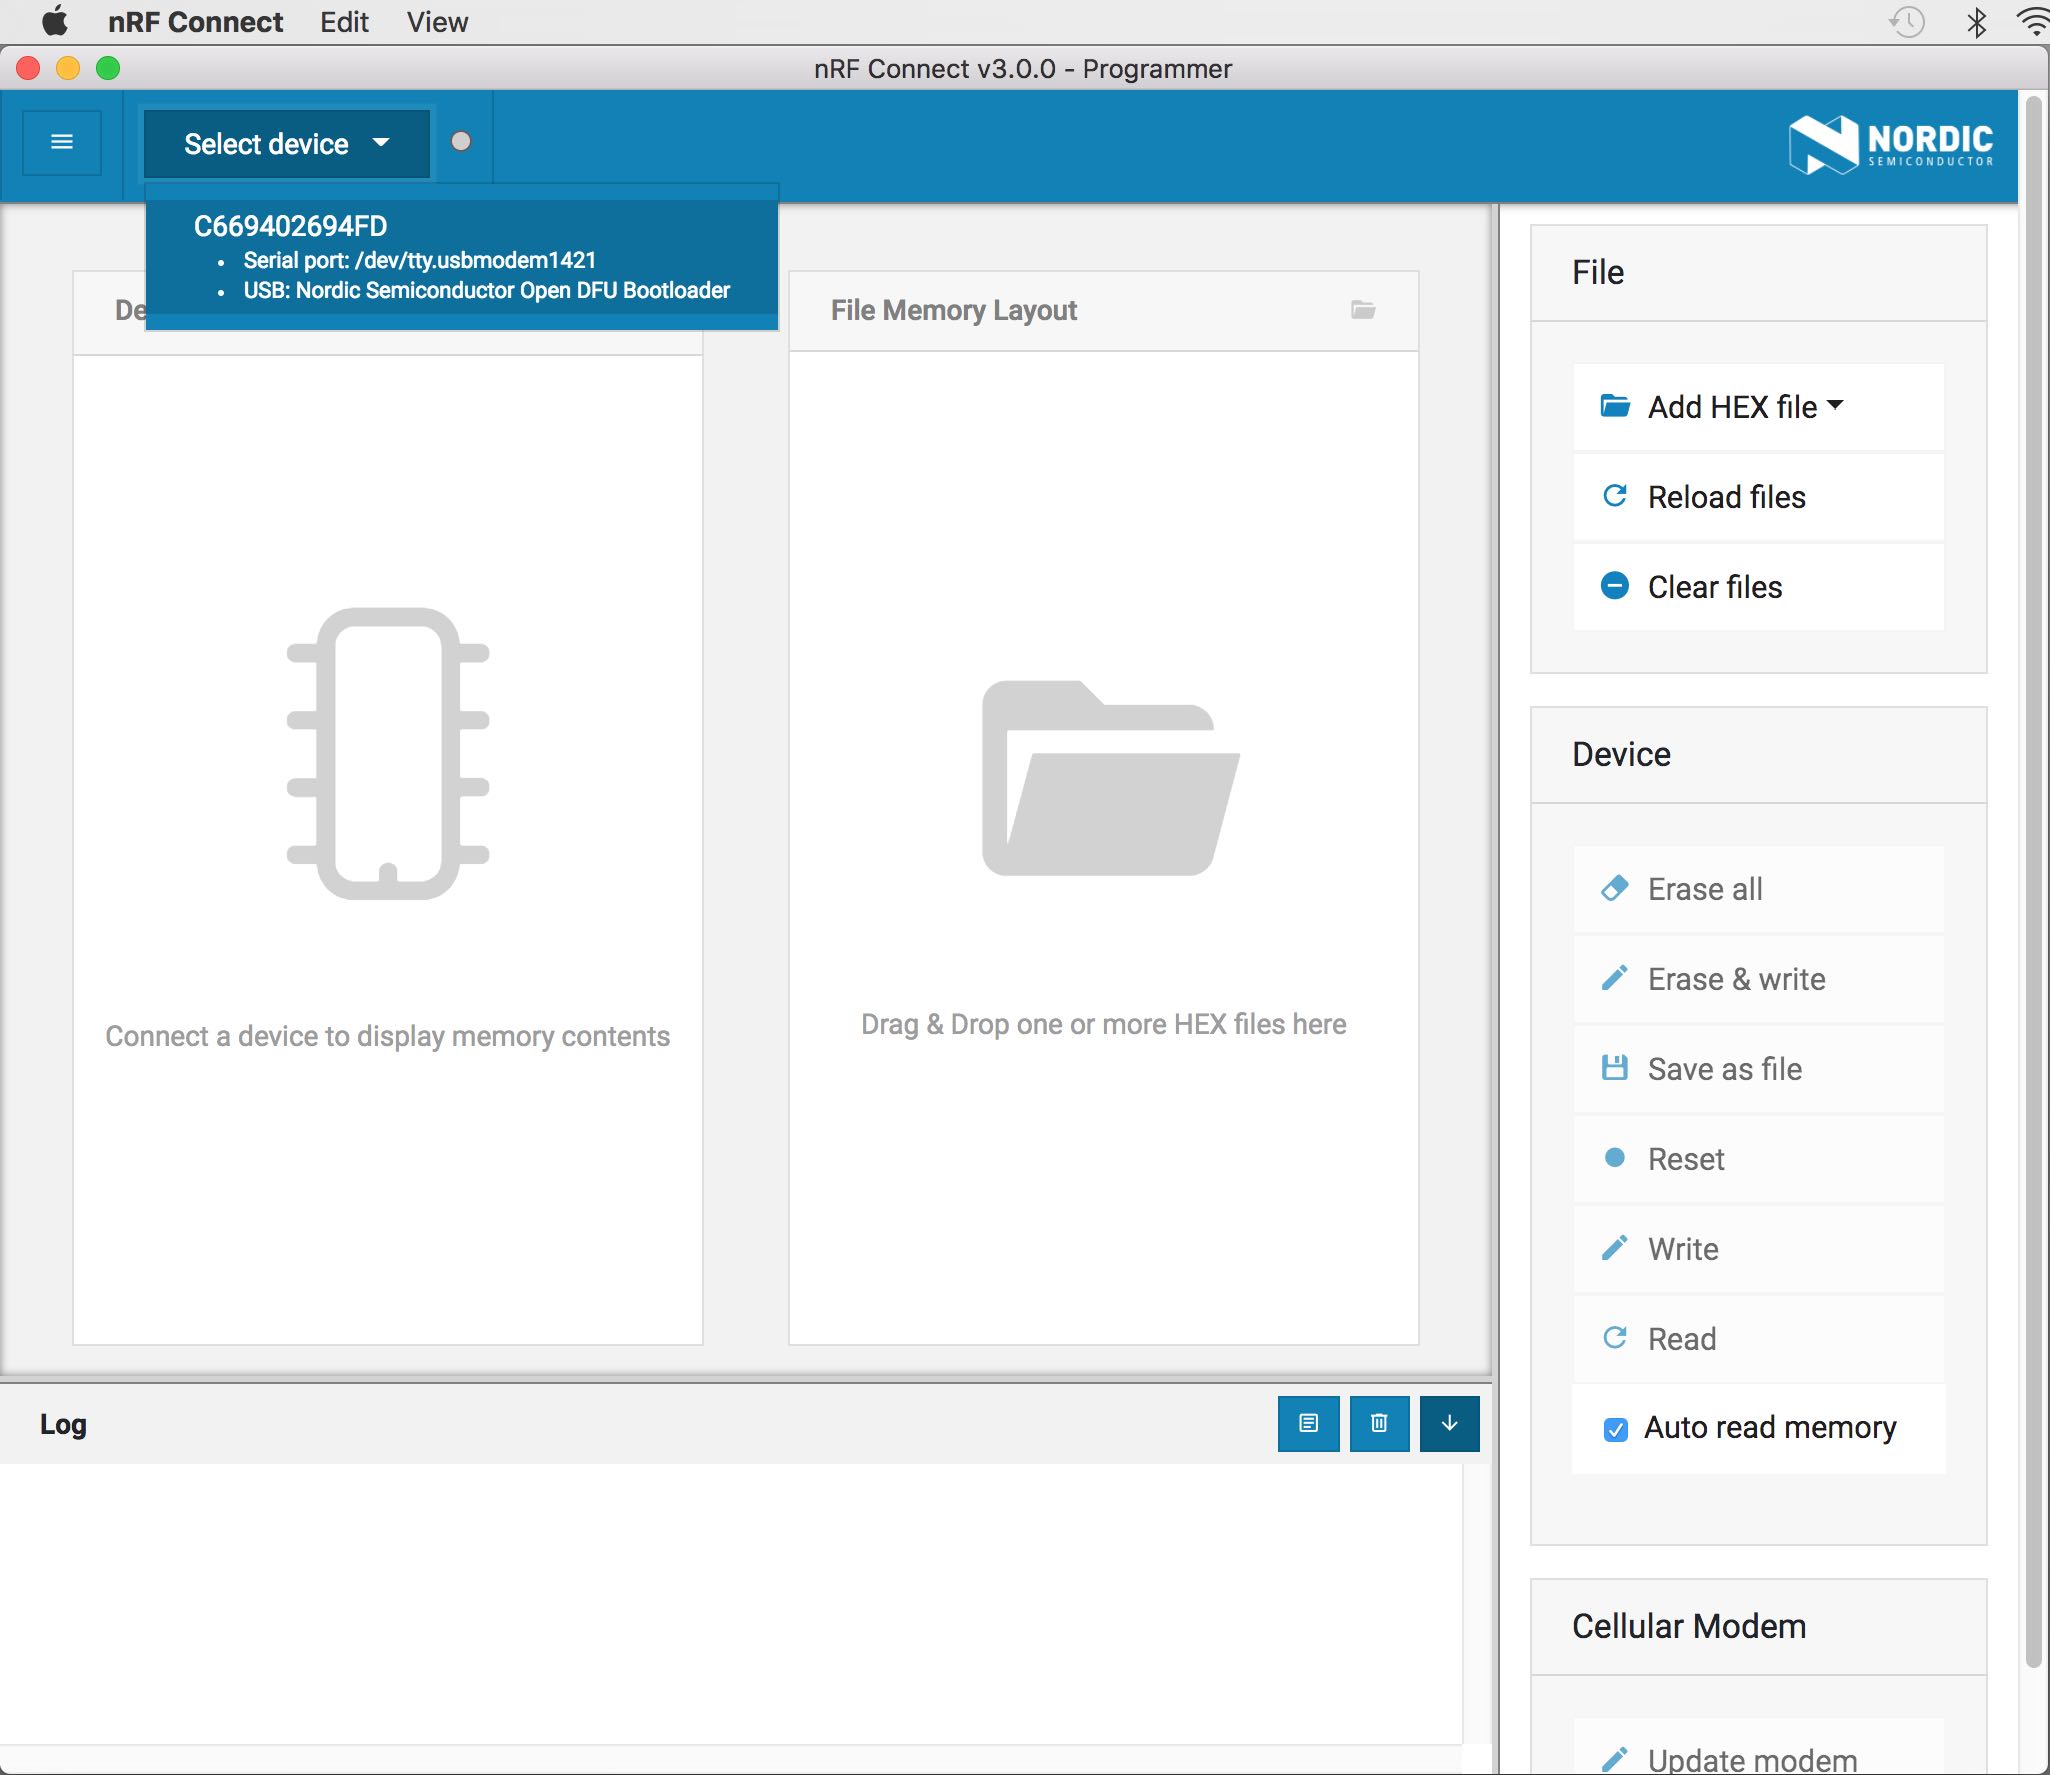 nRF Connect Edit View
nRF Connect v3.0.0 - Programmer
Select device
NORDIC
SEMICONDUCTOR
C669402694FD
• Serial port: /dev/tty.usbmodem1421
• USB: Nordic Semiconductor Open DFU Bootloader
De
File Memory Layout
Connect a device to display memory contents
Drag & Drop one or more HEX files here
Log
File
Add HEX file
Reload files
Clear files
Device
Erase all
Erase & write
Save as file
Reset
Write
Read
Auto read memory
Cellular Modem
Update modem